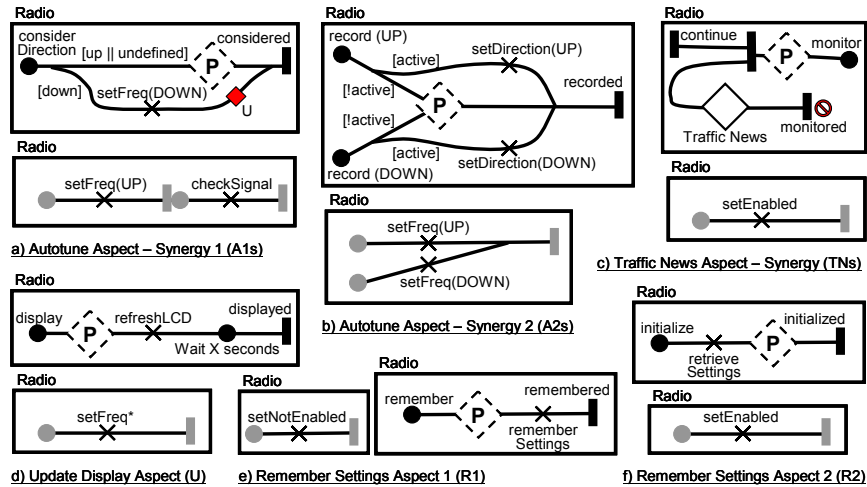 Radio
consider
Direction
[up || undefined]
considered
P
[down]
setFreq(DOWN)
U
Radio
setFreq(UP)
checkSignal
a) Autotune Aspect – Synergy 1 (A1s)
Radio
record (UP)
[active]
setDirection(UP)
[!active]
P
recorded
[!active]
[active]
setDirection(DOWN)
record (DOWN)
Radio
setFreq(UP)
setFreq(DOWN)
b) Autotune Aspect – Synergy 2 (A2s)
Radio
continue
P
monitor
Traffic News
monitored
Radio
setEnabled
c) Traffic News Aspect – Synergy (TNs)
Radio
display
P
refreshLCD
displayed
Wait X seconds
Radio
setFreq*
d) Update Display Aspect (U)
Radio
setNotEnabled
Radio
remember
P
remembered
remember
Settings
e) Remember Settings Aspect 1 (R1)
Radio
initialize
retrieve
Settings
P
initialized
Radio
setEnabled
f) Remember Settings Aspect 2 (R2)